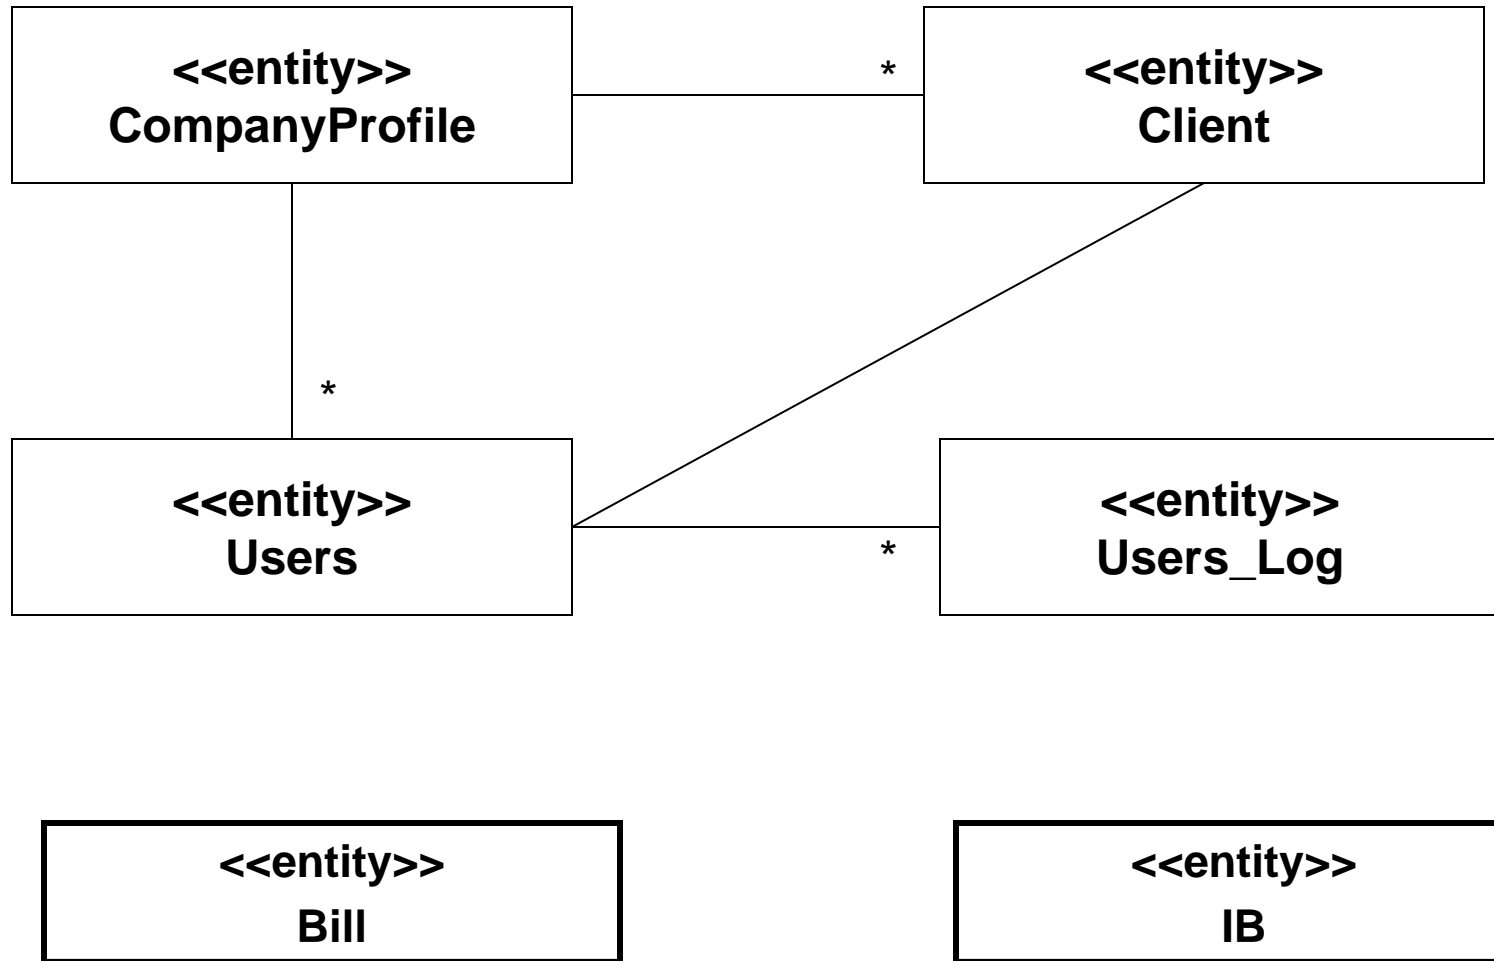 <<entity>>
CompanyProfile
*
<<entity>>
Client
*
<<entity>>
Users
*
<<entity>>
Users_Log
<<entity>>
Bill
<<entity>>
IB